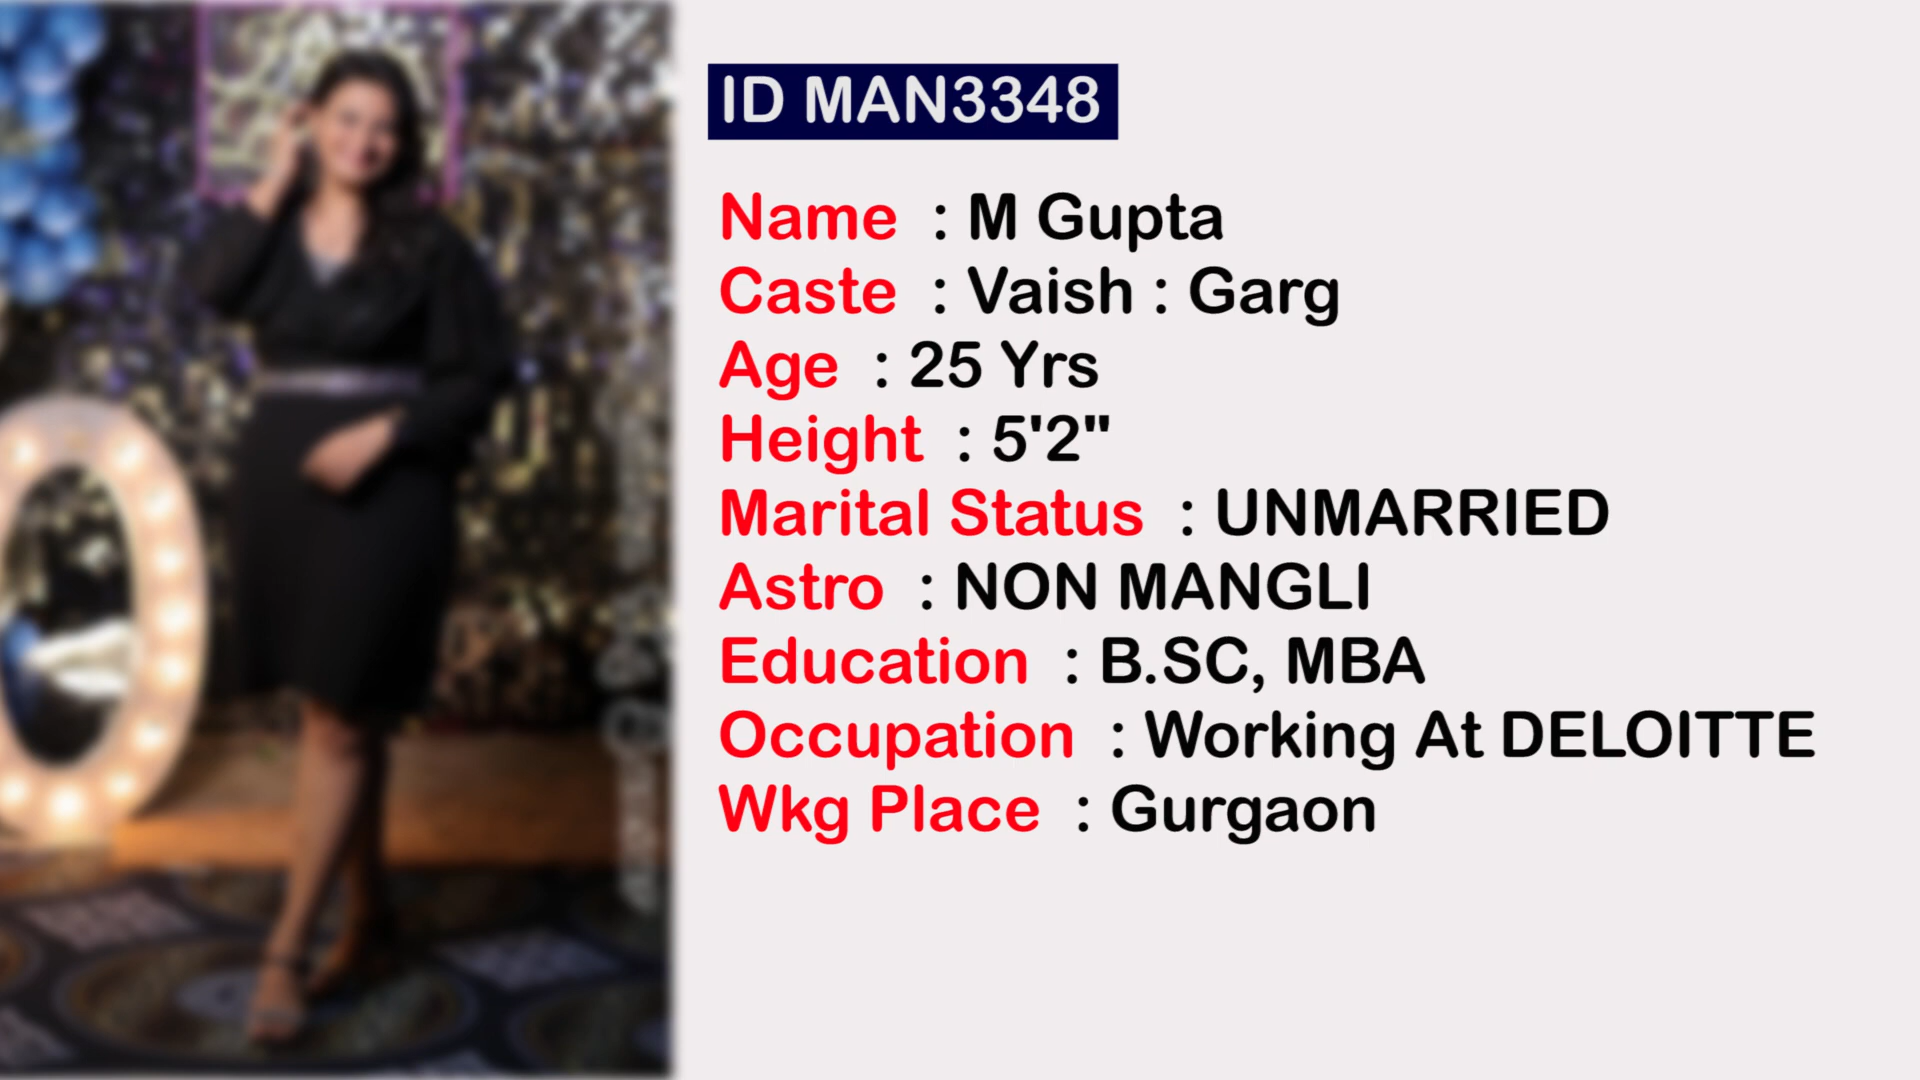 ID MAN3348
Name : M Gupta
Caste : Vaish : Garg
Age : 25 Yrs
Height : 5'2"
Marital Status : UNMARRIED
Astro : NON MANGLI
Education : B.SC, MBA
Occupation : Working At DELOITTE
Wkg Place : Gurgaon